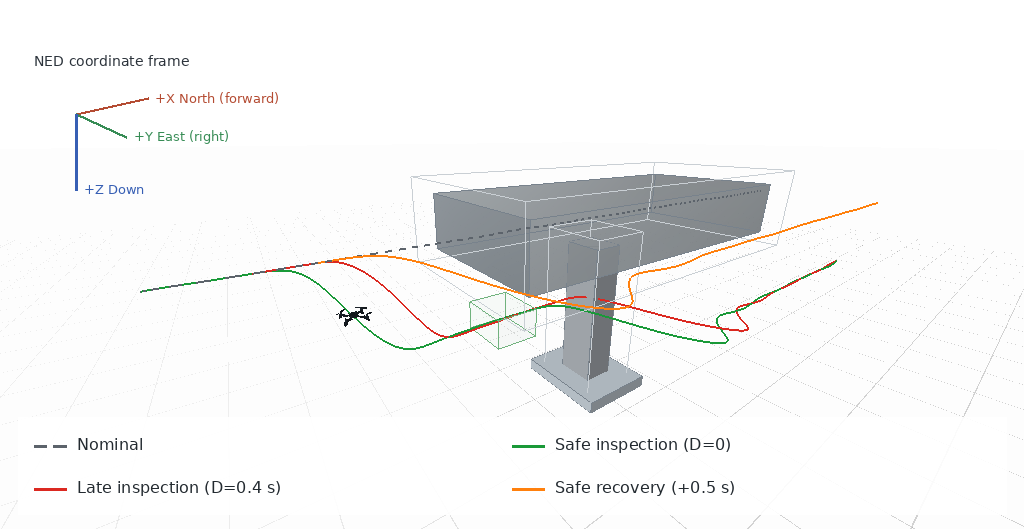 NED coordinate frame
+X North (forward)
+Y East (right)
+Z Down
Nominal
Safe inspection (D=0)
Late inspection (D=0.4 s)
Safe recovery (+0.5 s)